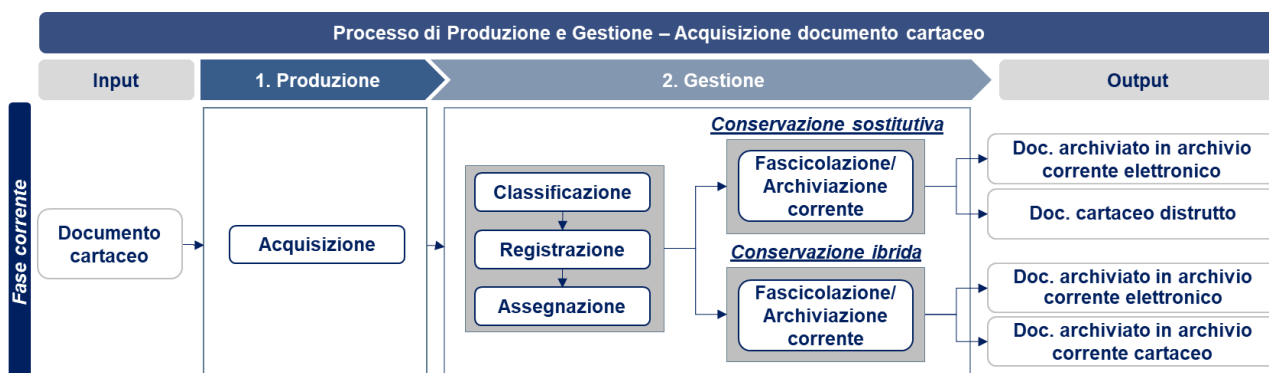 Processo di Produzione e Gestione – Acquisizione documento cartaceo
Input
1. Produzione
2. Gestione
Output
Fase corrente
Documento
cartaceo
Acquisizione
Classificazione
Registrazione
Assegnazione
Conservazione sostitutiva
Fascicolazione/
Archiviazione
corrente
Conservazione ibrida
Fascicolazione/
Archiviazione
corrente
Doc. archiviato in archivio
corrente elettronico
Doc. cartaceo distrutto
Doc. archiviato in archivio
corrente elettronico
Doc. archiviato in archivio
corrente cartaceo